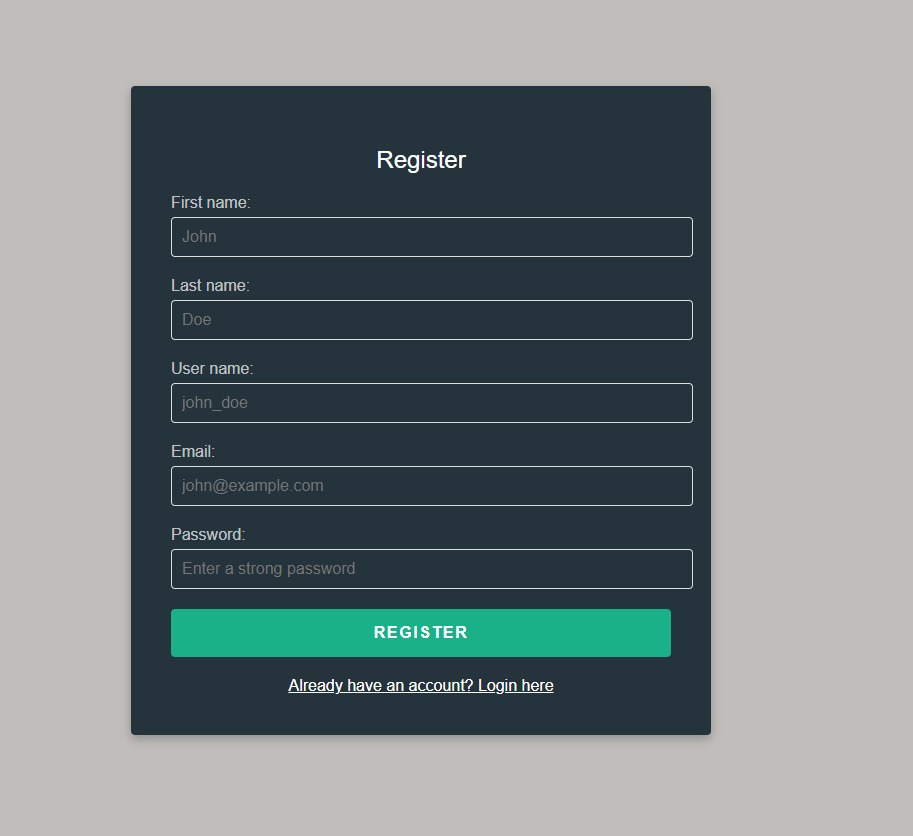 Register
First name:
John
Last name:
Doe
User name:
john_doe
Email:
john@example.com
Password:
Enter a strong password
REGISTER
Already have an account? Login here